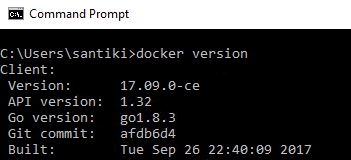 Command Prompt
C:\Users\santiki>docker version
Client:
Version: 17.09.0-ce
API version: 1.32
Go version: go1.8.3
Git commit: afdb6d4
Built: Tue Sep 26 22:40:09 2017